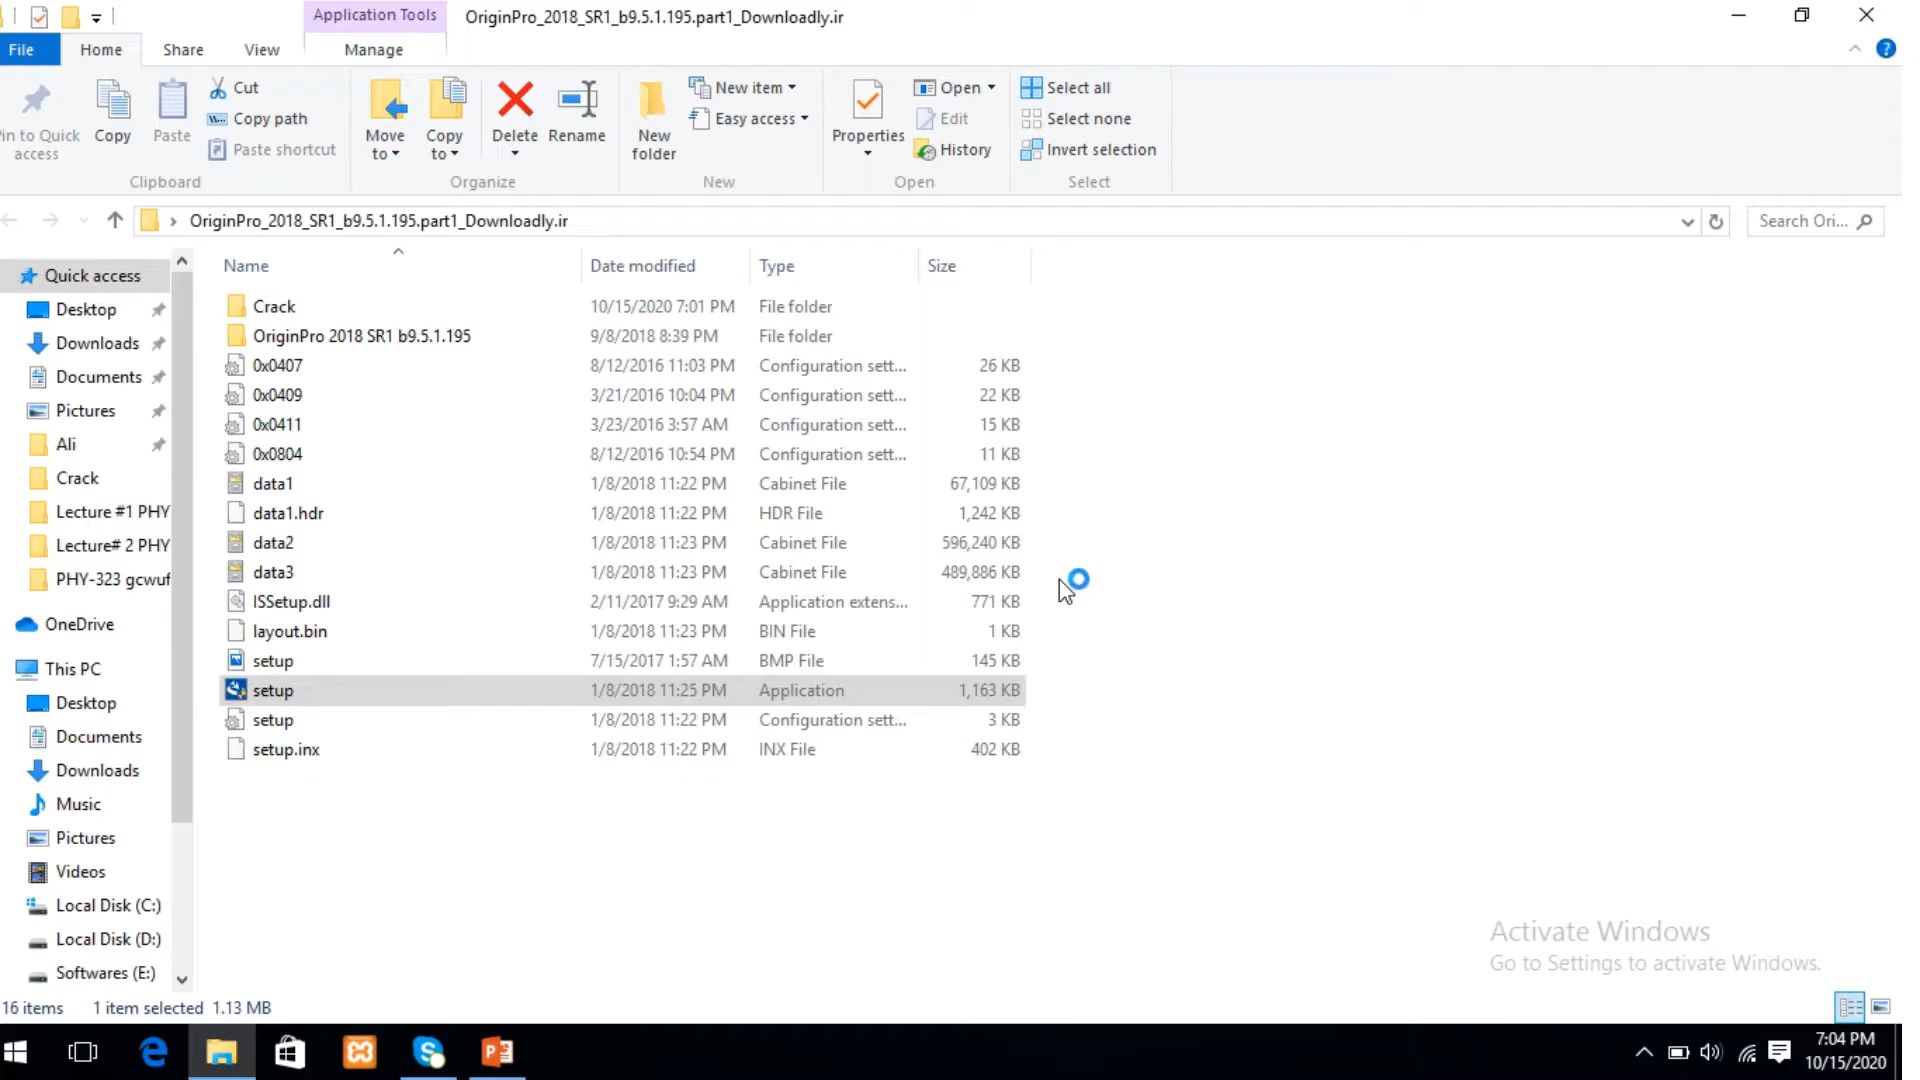 Application Tools
OriginPro_2018_SR1_b9.5.1.195.part1_Downloadly.ir
File
Home
Share
View
Manage
in to Quick
access
Copy
Paste
Cut
Copy path
Paste shortcut
Clipboard
Move
to
Copy
to
Delete
Rename
Organize
New
folder
New item
Easy access
New
Properties
Open
Edit
History
Open
Select all
Select none
Invert selection
Select
OriginPro_2018_SR1_b9.5.1.195.part1_Downloadly.ir
Search Ori...
Name Date modified Type Size
Crack 10/15/2020 7:01 PM File folder
OriginPro 2018 SR1 b9.5.1.195 9/8/2018 8:39 PM File folder
0x0407 8/12/2016 11:03 PM Configuration sett... 26 KB
0x0409 3/21/2016 10:04 PM Configuration sett... 22 KB
0x0411 3/23/2016 3:57 AM Configuration sett... 15 KB
0x0804 8/12/2016 10:54 PM Configuration sett... 11 KB
data1 1/8/2018 11:22 PM Cabinet File 67,109 KB
data1.hdr 1/8/2018 11:22 PM HDR File 1,242 KB
data2 1/8/2018 11:23 PM Cabinet File 596,240 KB
data3 1/8/2018 11:23 PM Cabinet File 489,886 KB
ISSetup.dll 2/11/2017 9:29 AM Application extens... 771 KB
layout.bin 1/8/2018 11:23 PM BIN File 1 KB
setup 7/15/2017 1:57 AM BMP File 145 KB
setup 1/8/2018 11:25 PM Application 1,163 KB
setup 1/8/2018 11:22 PM Configuration sett... 3 KB
setup.inx 1/8/2018 11:22 PM INX File 402 KB
Quick access
Desktop
Downloads
Documents
Pictures
Ali
Crack
Lecture #1 PHY
Lecture# 2 PHY
PHY-323 gcwuf
OneDrive
This PC
Desktop
Documents
Downloads
Music
Pictures
Videos
Local Disk (C:)
Local Disk (D:)
Softwares (E:)
Activate Windows
Go to Settings to activate Windows.
16 items 1 item selected 1.13 MB
7:04 PM
10/15/2020